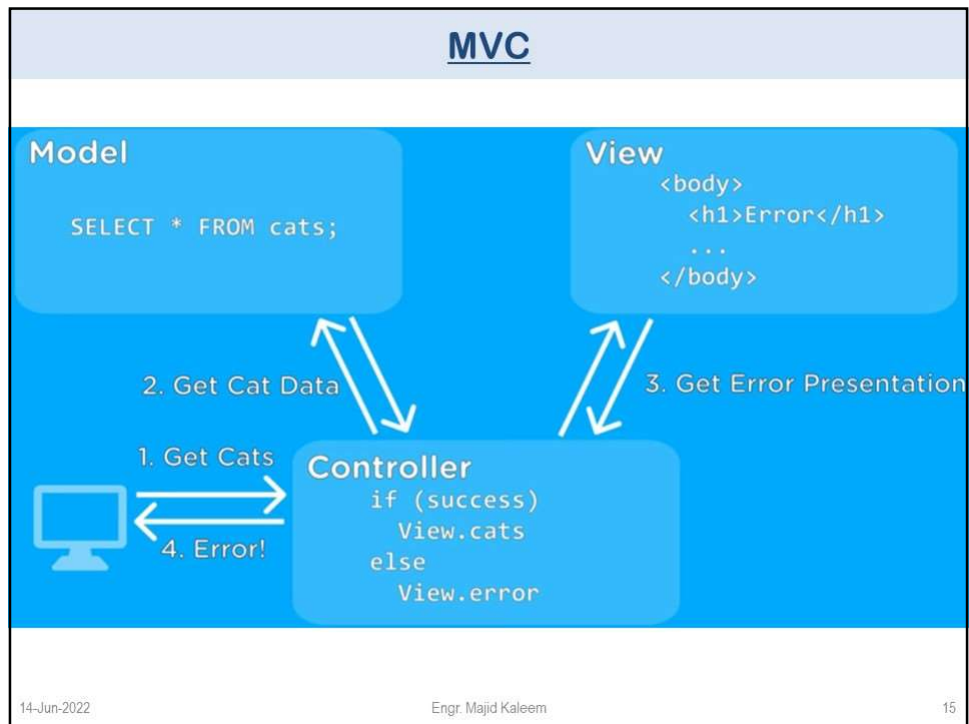 MVC
Model
SELECT * FROM cats;
View
<body>
<h1>Error</h1>
...
</body>
2. Get Cat Data
3. Get Error Presentation
1. Get Cats
4. Error!
Controller
if (success)
View.cats
else
View.error
14-Jun-2022
Engr. Majid Kaleem
15